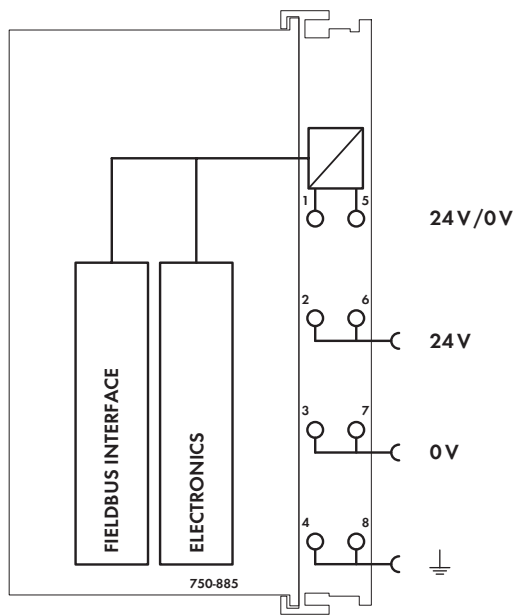 1 5
24V/0V
2 6
24V
3 7
0V
4 8
FIELDBUS INTERFACE
ELECTRONICS
750-885